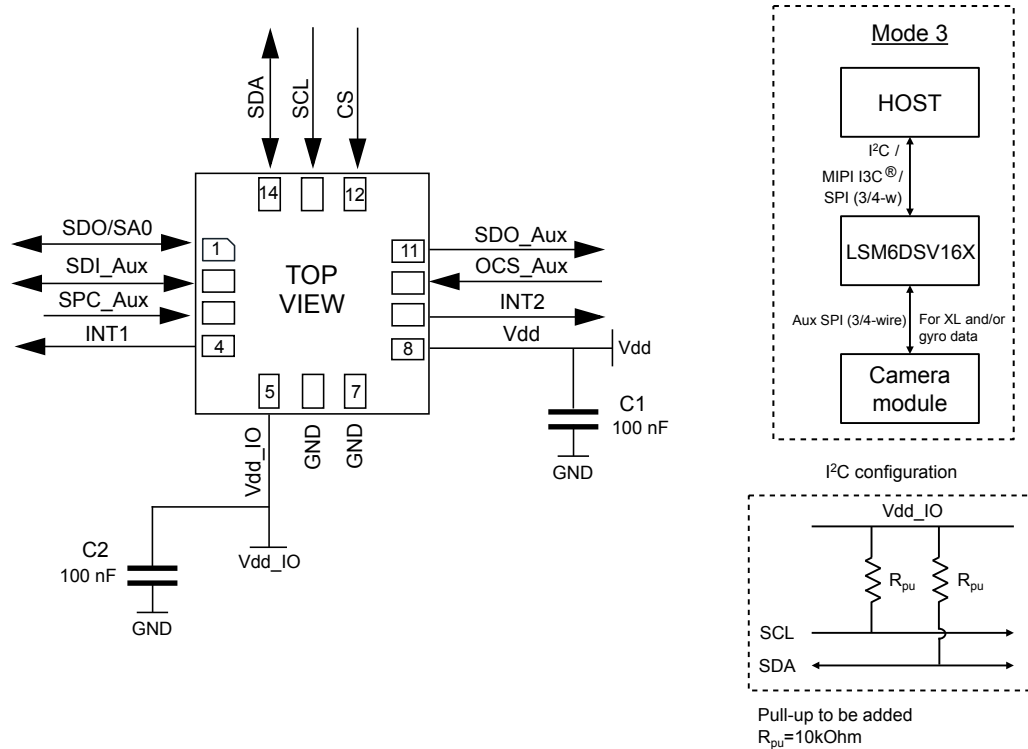 SDA
SCL
CS
14
12
SDO/SA0
SDI_Aux
SPC_Aux
INT1
1
4
TOP
VIEW
11
8
SDO_Aux
OCS_Aux
INT2
Vdd
Vdd
5
7
Vdd_IO
GND
GND
C1
100 nF
GND
C2
100 nF
GND
Vdd_IO
Mode 3
HOST
I²C /
MIPI I3C®/
SPI (3/4-w)
LSM6DSV16X
Aux SPI (3/4-wire)
For XL and/or
gyro data
Camera
module
I²C configuration
Vdd_IO
Rpu
Rpu
SCL
SDA
Pull-up to be added
Rpu=10kOhm